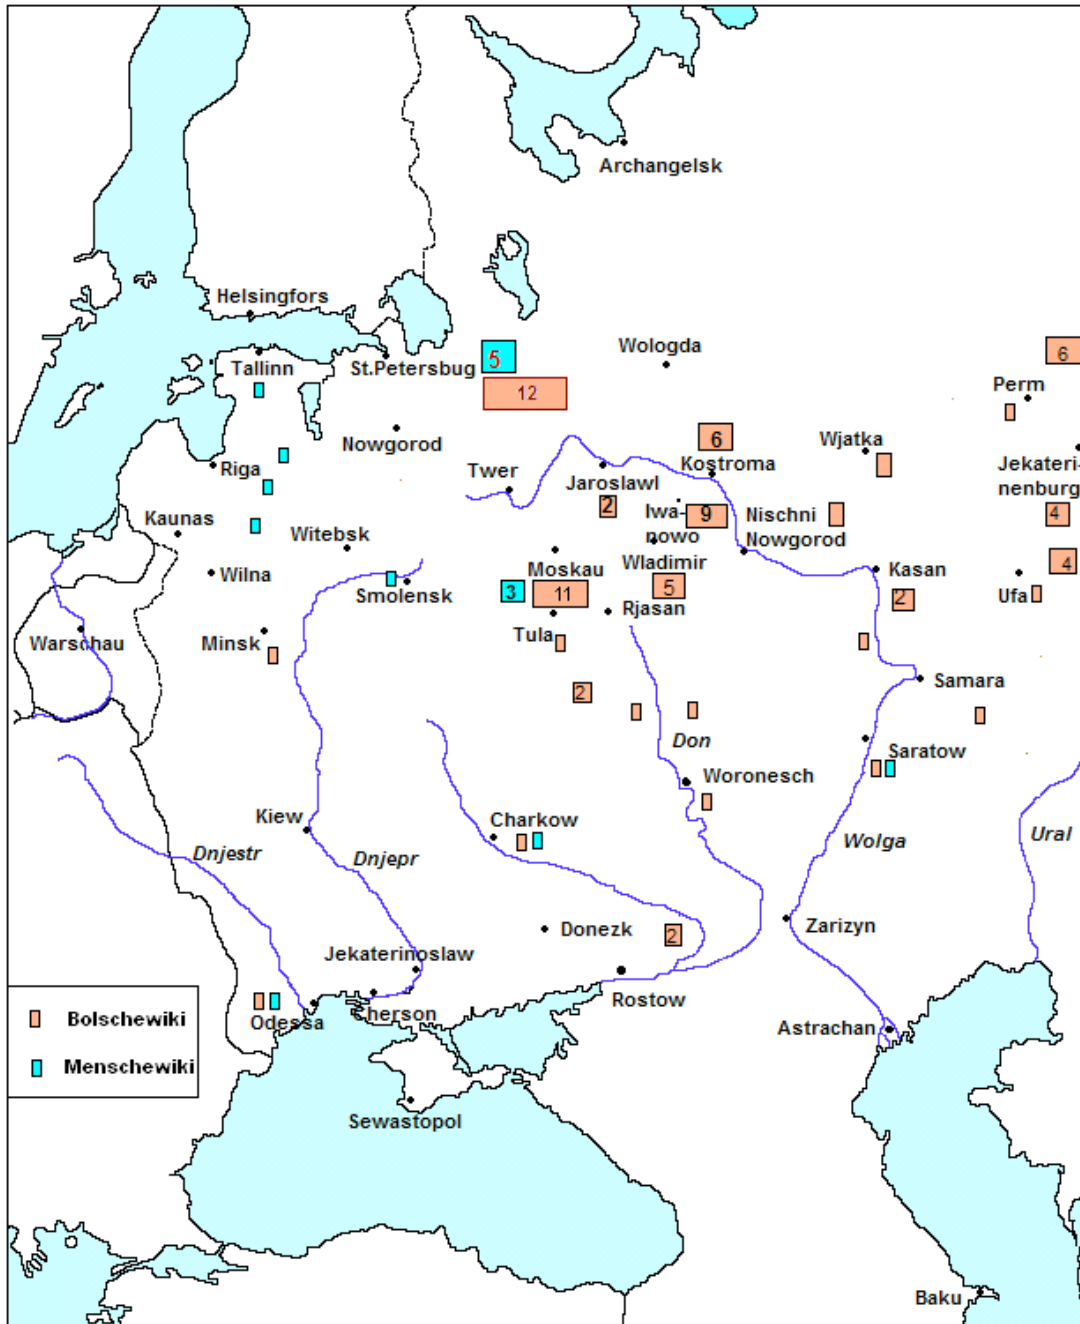 Archangelsk
Helsingfors
Tallinn
St.Petersbug
5
12
Wologda
6
Perm
Nowgorod
6
Wjatka
Riga
Twer
Jaroslawl
Kostroma
Jekateri-
nenburg
Kaunas
Witebsk
2
Iwa-
nowo
9
Nischni
Nowgorod
4
Wilna
Smolensk
Moskau
Wladimir
Kasan
4
3
11
5
2
Ufa
Rjasan
Warschau
Minsk
Tula
2
Samara
Don
Saratow
Woronesch
Kiew
Charkow
Dnjestr
Dnjepr
Wolga
Ural
Donezk
2
Zarizyn
Jekaterinoslaw
Rostow
Cherson
Odessa
Astrachan
Bolschewiki
Menschewiki
Sewastopol
Baku